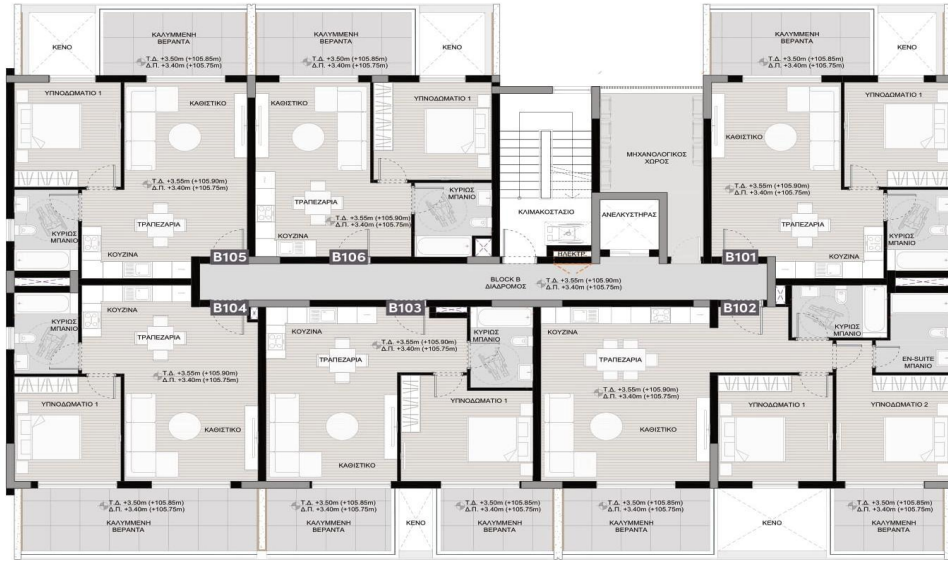 ΚΕΝΟ
ΚΑΛΥΜΜΕΝΗ
ΒΕΡΑΝΤΑ
Τ.Δ. +3.50m (+105.85m)
Δ.Π. +3.40m (+105.75m)
ΚΑΛΥΜΜΕΝΗ
ΒΕΡΑΝΤΑ
Τ.Δ. +3.50m (+105.85m)
Δ.Π. +3.40m (+105.75m)
ΚΕΝΟ
ΚΑΛΥΜΜΕΝΗ
ΒΕΡΑΝΤΑ
Τ.Δ. +3.50m (+105.85m)
Δ.Π. +3.40m (+105.75m)
ΚΕΝΟ
ΥΠΝΟΔΩΜΑΤΙΟ 1
ΚΑΘΙΣΤΙΚΟ
ΚΑΘΙΣΤΙΚΟ
ΥΠΝΟΔΩΜΑΤΙΟ 1
ΜΗΧΑΝΟΛΟΓΙΚΟΣ
ΧΩΡΟΣ
ΚΑΘΙΣΤΙΚΟ
ΥΠΝΟΔΩΜΑΤΙΟ 1
Τ.Δ. +3.55m (+105.90m)
Δ.Π. +3.40m (+105.75m)
ΚΥΡΙΩΣ
ΜΠΑΝΙΟ
ΤΡΑΠΕΖΑΡΙΑ
ΚΟΥΖΙΝΑ
B105
ΤΡΑΠΕΖΑΡΙΑ
Τ.Δ. +3.55m (+105.90m)
Δ.Π. +3.40m (+105.75m)
ΚΟΥΖΙΝΑ
B106
ΚΥΡΙΩΣ
ΜΠΑΝΙΟ
ΚΛΙΜΑΚΟΣΤΑΣΙΟ
ΑΝΕΛΚΥΣΤΗΡΑΣ
ΗΛΕΚΤΡ.
Τ.Δ. +3.55m (+105.90m)
Δ.Π. +3.40m (+105.75m)
ΤΡΑΠΕΖΑΡΙΑ
ΚΟΥΖΙΝΑ
B101
ΚΥΡΙΩΣ
ΜΠΑΝΙΟ
BLOCK B
ΔΙΑΔΡΟΜΟΣ
Τ.Δ. +3.55m (+105.90m)
Δ.Π. +3.40m (+105.75m)
B104
B103
B102
ΚΥΡΙΩΣ
ΜΠΑΝΙΟ
ΚΟΥΖΙΝΑ
ΤΡΑΠΕΖΑΡΙΑ
Τ.Δ. +3.55m (+105.90m)
Δ.Π. +3.40m (+105.75m)
ΚΟΥΖΙΝΑ
ΤΡΑΠΕΖΑΡΙΑ
Τ.Δ. +3.55m (+105.90m)
Δ.Π. +3.40m (+105.75m)
ΚΥΡΙΩΣ
ΜΠΑΝΙΟ
ΚΟΥΖΙΝΑ
ΤΡΑΠΕΖΑΡΙΑ
Τ.Δ. +3.55m (+105.90m)
Δ.Π. +3.40m (+105.75m)
ΚΥΡΙΩΣ
ΜΠΑΝΙΟ
EN-SUITE
ΜΠΑΝΙΟ
ΥΠΝΟΔΩΜΑΤΙΟ 1
ΚΑΘΙΣΤΙΚΟ
ΚΑΘΙΣΤΙΚΟ
ΥΠΝΟΔΩΜΑΤΙΟ 1
ΚΑΘΙΣΤΙΚΟ
ΥΠΝΟΔΩΜΑΤΙΟ 1
ΥΠΝΟΔΩΜΑΤΙΟ 2
Τ.Δ. +3.50m (+105.85m)
Δ.Π. +3.40m (+105.75m)
ΚΑΛΥΜΜΕΝΗ
ΒΕΡΑΝΤΑ
Τ.Δ. +3.50m (+105.85m)
Δ.Π. +3.40m (+105.75m)
ΚΑΛΥΜΜΕΝΗ
ΒΕΡΑΝΤΑ
ΚΕΝΟ
Τ.Δ. +3.50m (+105.85m)
Δ.Π. +3.40m (+105.75m)
ΚΑΛΥΜΜΕΝΗ
ΒΕΡΑΝΤΑ
Τ.Δ. +3.50m (+105.85m)
Δ.Π. +3.40m (+105.75m)
ΚΑΛΥΜΜΕΝΗ
ΒΕΡΑΝΤΑ
ΚΕΝΟ
Τ.Δ. +3.50m (+105.85m)
Δ.Π. +3.40m (+105.75m)
ΚΑΛΥΜΜΕΝΗ
ΒΕΡΑΝΤΑ